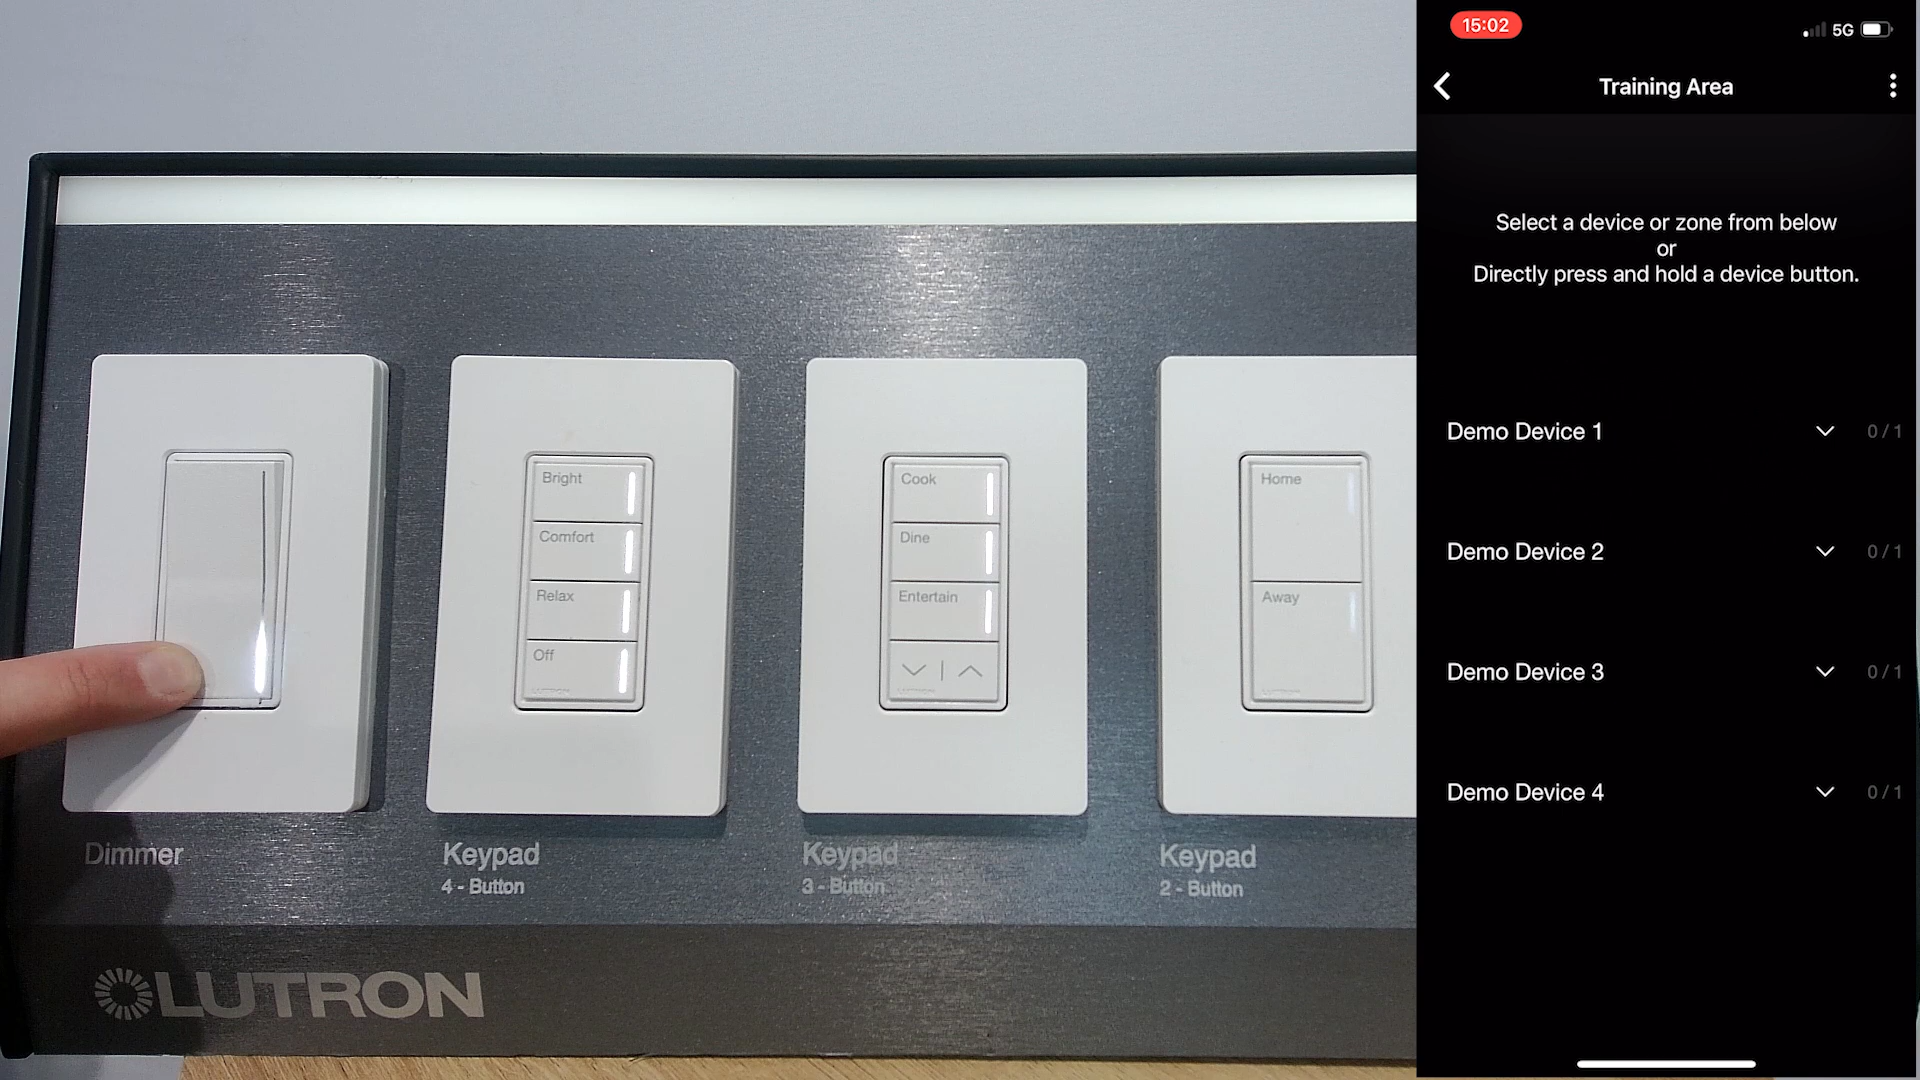 Bright
Comfort
Relax
Off
LUTRON
Cook
Dine
Entertain
LUTRON
Home
Away
LUTRON
Dimmer
Keypad
4 - Button
Keypad
3 - Button
Keypad
2 - Button
LUTRON
15:02
5G
Training Area
Select a device or zone from below
or
Directly press and hold a device button.
Demo Device 1
0 / 1
Demo Device 2
0 / 1
Demo Device 3
0 / 1
Demo Device 4
0 / 1